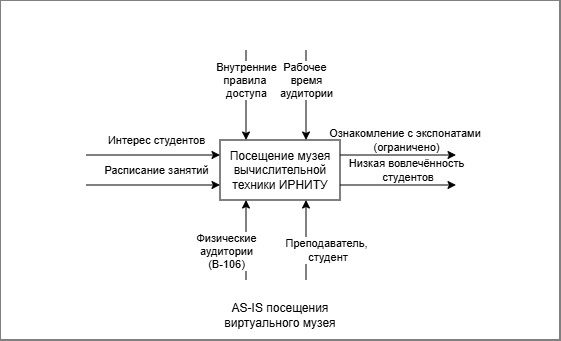 Внутренние
правила
доступа
Рабочее
время
аудитории
Интерес студентов
Расписание занятий
Посещение музея
вычислительной
техники ИРНИТУ
Ознакомление с экспонатами
(ограничено)
Низкая вовлечённость
студентов
Физические
аудитории
(В-106)
Преподаватель,
студент
AS-IS посещения
виртуального музея